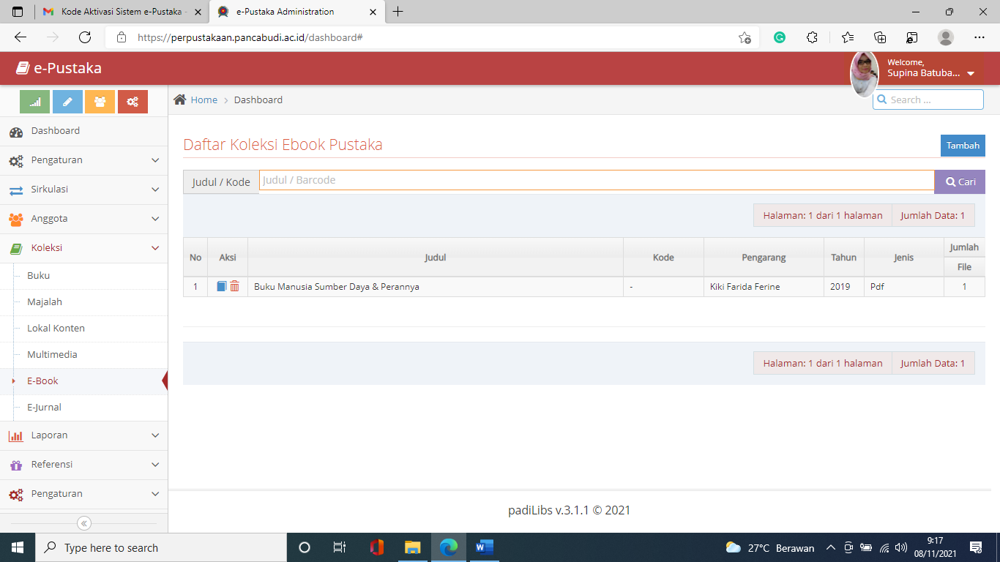 Kode Aktivasi Sistem e-Pustaka -
e-Pustaka Administration
https://perpustakaan.pancabudi.ac.id/dashboard#
e-Pustaka
Welcome,
Supina Batuba...
Home > Dashboard
Search ...
Dashboard
Pengaturan
Sirkulasi
Anggota
Koleksi
Buku
Majalah
Lokal Konten
Multimedia
E-Book
E-Jurnal
Laporan
Referensi
Pengaturan
Daftar Koleksi Ebook Pustaka
Tambah
Judul / Kode Judul / Barcode Cari
Halaman: 1 dari 1 halaman Jumlah Data: 1
No Aksi Judul Kode Pengarang Tahun Jenis Jumlah
File
1 Buku Manusia Sumber Daya & Perannya - Kiki Farida Ferine 2019 Pdf 1
Halaman: 1 dari 1 halaman Jumlah Data: 1
padiLibs v.3.1.1 © 2021
Type here to search
27°C Berawan
9:17
08/11/2021